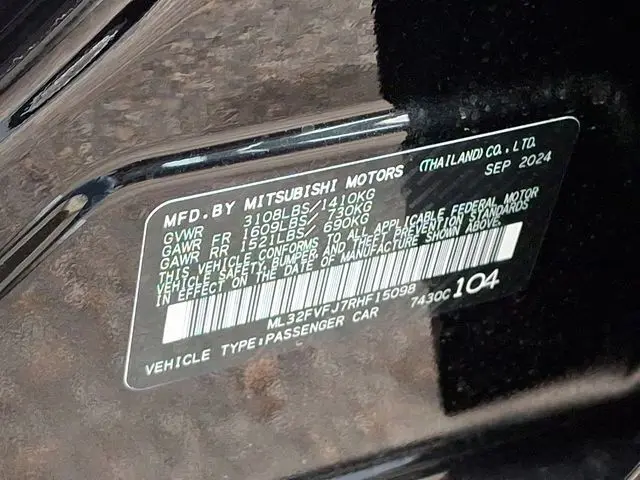 MFD.BY MITSUBISHI MOTORS (THAILAND)CO.,LTD.
SEP 2024
GVWR 3108LBS/1410KG
GAWR FR 1609LBS/ 730KG
GAWR RR 1521LBS/ 690KG
THIS VEHICLE CONFORMS TO ALL APPLICABLE FEDERAL MOTOR
VEHICLE SAFETY, BUMPER, AND THEFT PREVENTION STANDARDS
IN EFFECT ON THE DATE OF MANUFACTURE SHOWN ABOVE.
ML32FVFJ7RHF15098
VEHICLE TYPE:PASSENGER CAR 7430C 104